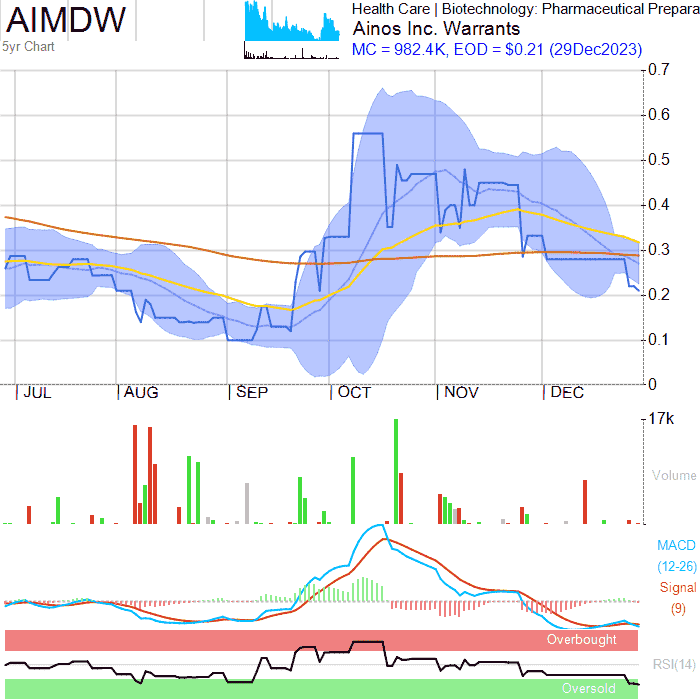 AIMDW
5yr Chart
Health Care | Biotechnology: Pharmaceutical Prepara
Ainos Inc. Warrants
MC = 982.4K, EOD = $0.21 (29Dec2023)
0.7
0.6
0.5
0.4
0.3
0.2
0.1
0
JUL AUG SEP OCT NOV DEC
17k
Volume
MACD
(12-26)
Signal
(9)
Overbought
RSI(14)
Oversold